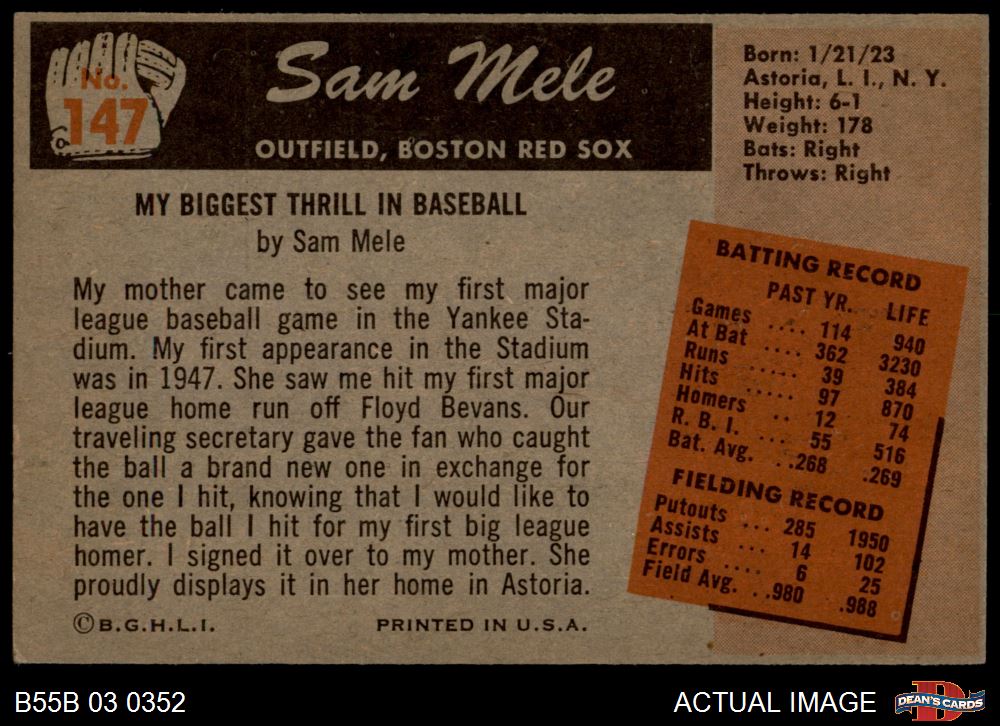 No.
147
Sam Mele
OUTFIELD, BOSTON RED SOX
Born: 1/21/23
Astoria, L. I., N. Y.
Height: 6-1
Weight: 178
Bats: Right
Throws: Right
MY BIGGEST THRILL IN BASEBALL
by Sam Mele
My mother came to see my first major
league baseball game in the Yankee Sta-
dium. My first appearance in the Stadium
was in 1947. She saw me hit my first major
league home run off Floyd Bevans. Our
traveling secretary gave the fan who caught
the ball a brand new one in exchange for
the one I hit, knowing that I would like to
have the ball I hit for my first big league
homer. I signed it over to my mother. She
proudly displays it in her home in Astoria.
©B.G.H.L.I. PRINTED IN U.S.A.
BATTING RECORD
PAST YR. LIFE
Games .... 114 940
At Bat .... 362 3230
Runs ..... 39 384
Hits ..... 97 870
Homers .... 12 74
R. B. I. ... 55 516
Bat. Avg. ..268 .269
FIELDING RECORD
Putouts ... 285 1950
Assists ... 14 102
Errors .... 6 25
Field Avg. ..980 .988
B55B 03 0352
ACTUAL IMAGE
D
DEAN'S CARDS